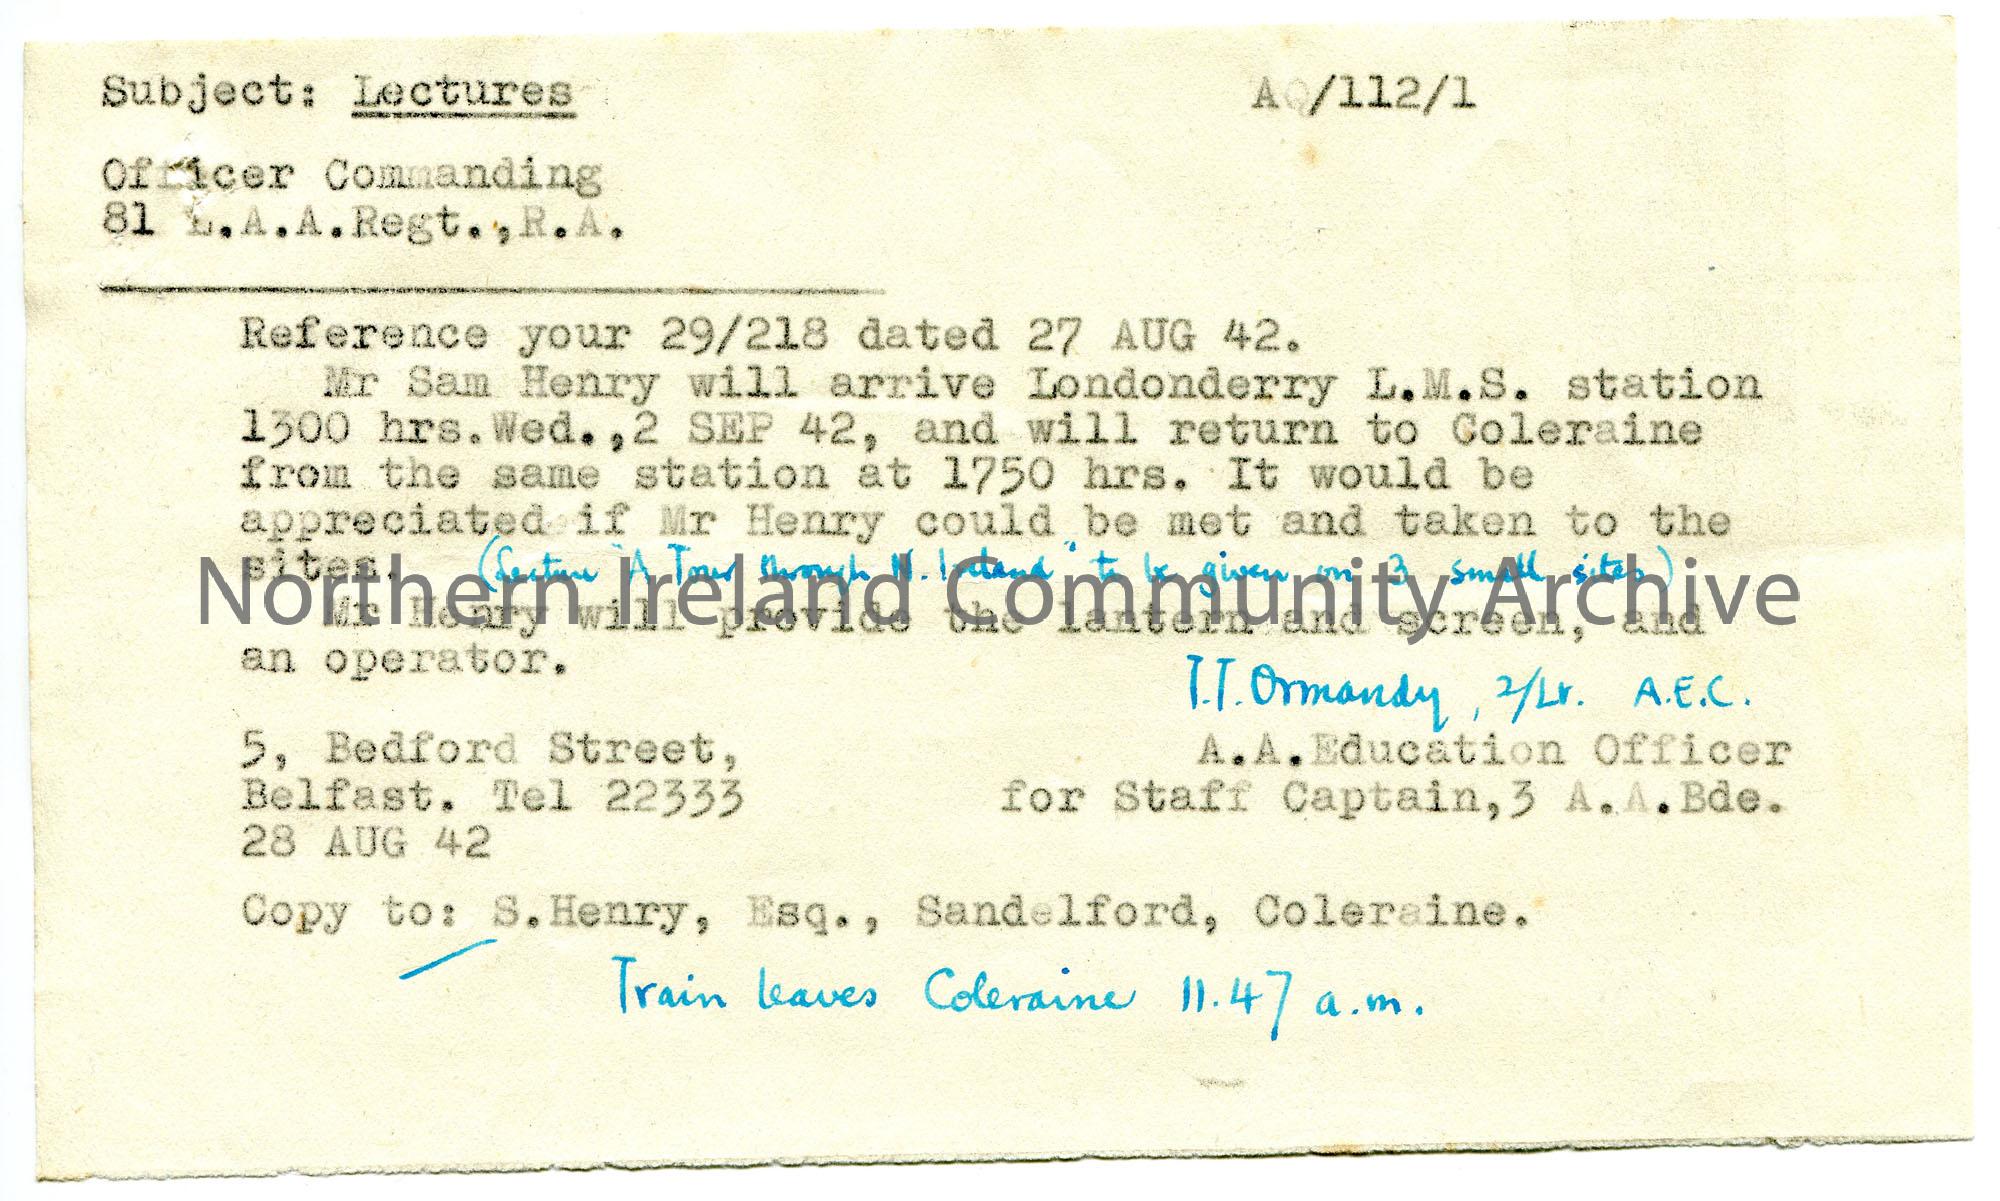 Subject: Lectures AQ/112/1
Officer Commanding
81 L.A.A.Regt.,R.A.
Reference your 29/218 dated 27 AUG 42.
Mr Sam Henry will arrive Londonderry L.M.S. station
1300 hrs.Wed.,2 SEP 42, and will return to Coleraine
from the same station at 1750 hrs. It would be
appreciated if Mr Henry could be met and taken to the
sites. (Lecture "A Tour through N. Ireland" to be given on 3 small sites)
Northern Ireland Community Archive
Mr Henry will provide the lantern and screen, and
an operator.
T.T. Ormandy, 2/Lt. A.E.C.
5, Bedford Street, A.A.Education Officer
Belfast. Tel 22333 for Staff Captain,3 A.A.Bde.
28 AUG 42
Copy to: S.Henry, Esq., Sandelford, Coleraine.
Train leaves Coleraine 11.47 a.m.